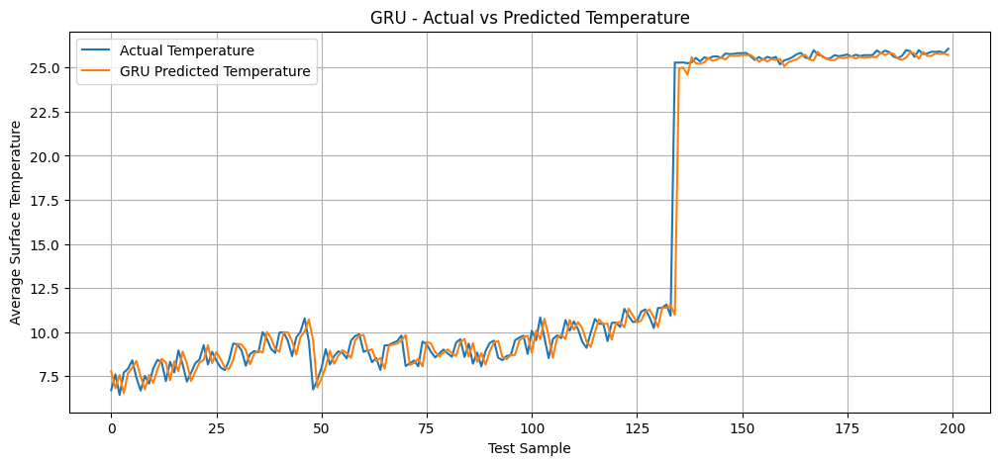 GRU - Actual vs Predicted Temperature
Actual Temperature
GRU Predicted Temperature
Average Surface Temperature
25.0
22.5
20.0
17.5
15.0
12.5
10.0
7.5
0 25 50 75 100 125 150 175 200
Test Sample